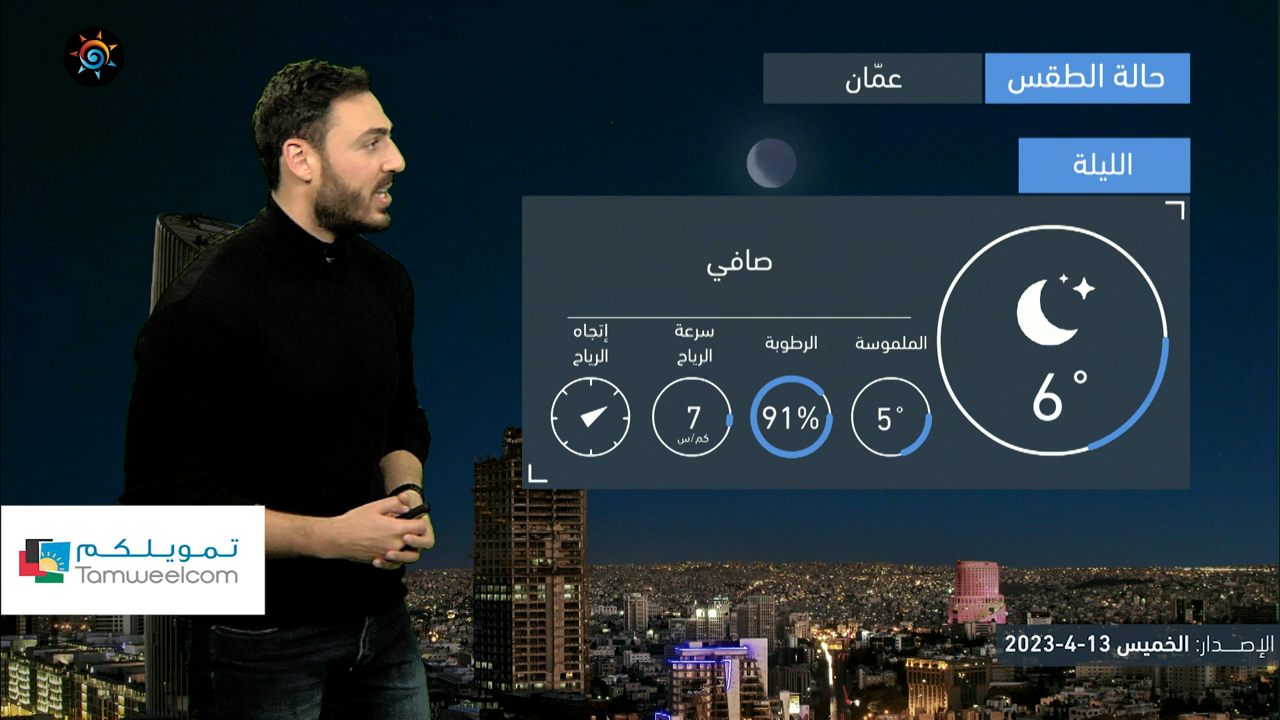 حالة الطقس
عمّان
الليلة
صافي
6°
الملموسة
5°
الرطوبة
91%
سرعة
الرياح
7
كم/س
إتجاه
الرياح
تمويلكم
Tamweelcom
الإصـدار: الخميس 13-4-2023